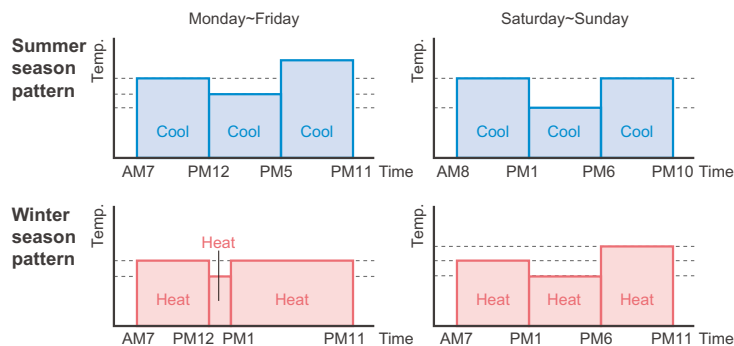 Monday~Friday
Saturday~Sunday
Summer
season
pattern
Temp.
Cool
Cool
Cool
AM7
PM12
PM5
PM11
Time
Temp.
Cool
Cool
Cool
AM8
PM1
PM6
PM10
Time
Winter
season
pattern
Temp.
Heat
Heat
Heat
AM7
PM12
PM1
PM11
Time
Temp.
Heat
Heat
Heat
AM7
PM1
PM6
PM11
Time